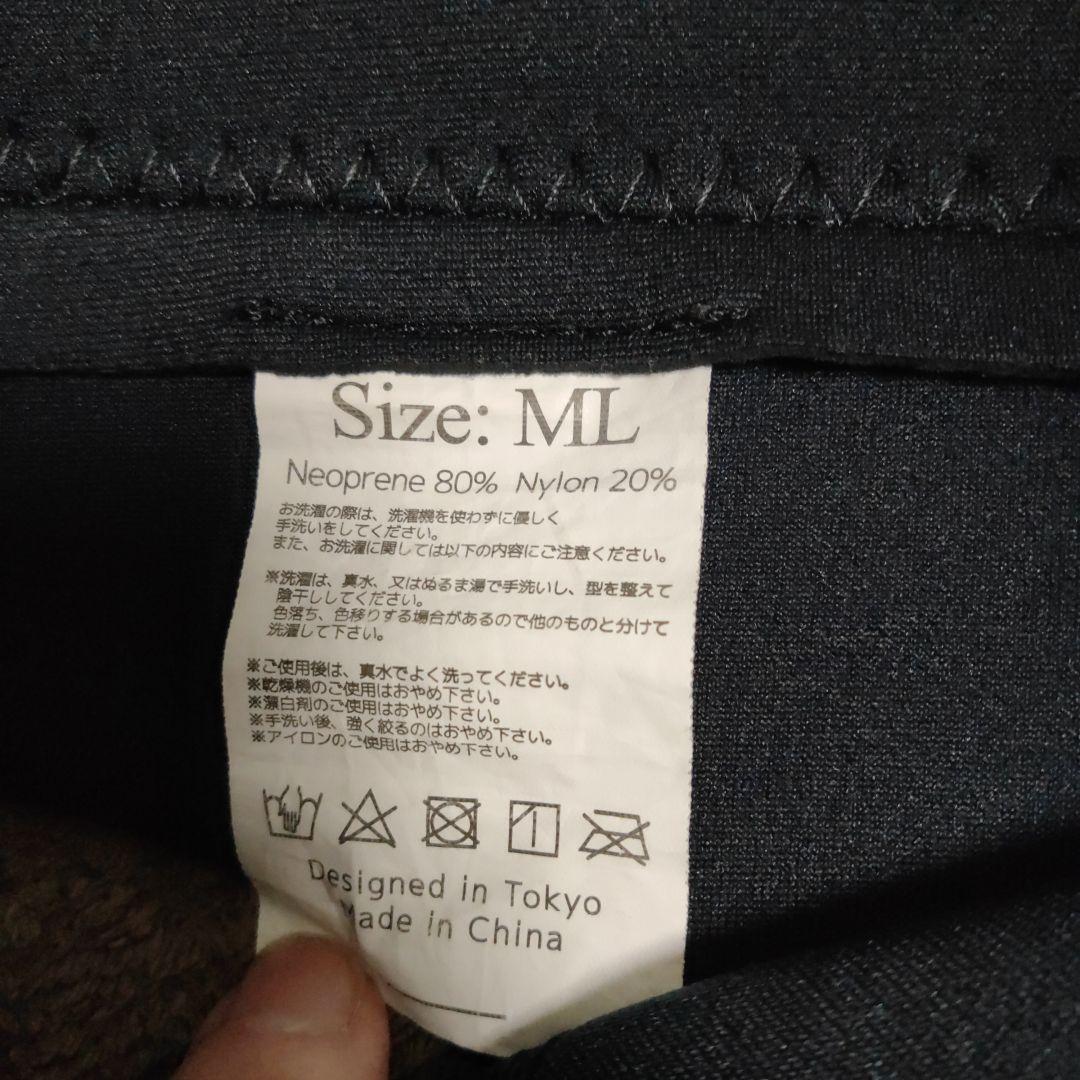 Size: ML
Neoprene 80% Nylon 20%
お洗濯の際は、洗濯機を使わずに優しく
手洗いをしてください。
また、お洗濯に関しては以下の内容にご注意ください。
※洗濯は、真水、又はぬるま湯で手洗いし、型を整えて
陰干ししてください。
色落ち、色移りする場合があるので他のものと分けて
洗濯して下さい。
※ご使用後は、真水でよく洗ってください。
※乾燥機のご使用はおやめ下さい。
※漂白剤のご使用はおやめ下さい。
※手洗い後、強く絞るのはおやめ下さい。
※アイロンのご使用はおやめ下さい。
Designed in Tokyo
Made in China